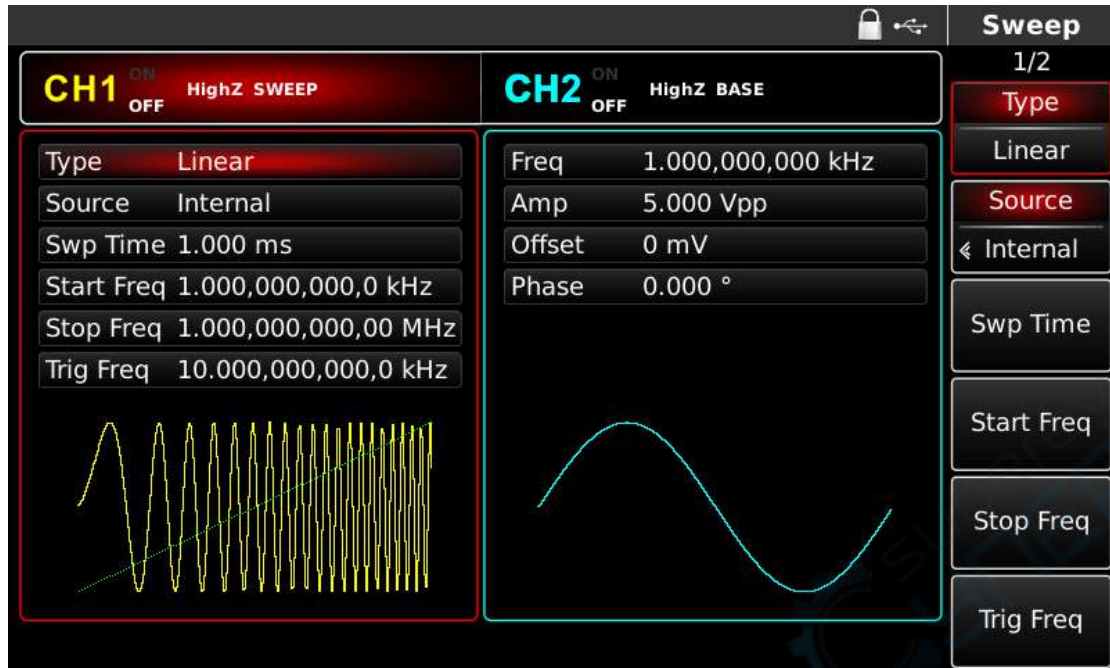 Sweep
1/2
CH1 ON OFF HighZ SWEEP
CH2 ON OFF HighZ BASE
Type Linear
Source Internal
Swp Time 1.000 ms
Start Freq 1.000,000,000,0 kHz
Stop Freq 1.000,000,000,00 MHz
Trig Freq 10.000,000,000,0 kHz
Freq 1.000,000,000 kHz
Amp 5.000 Vpp
Offset 0 mV
Phase 0.000 °
Type
Linear
Source
Internal
Swp Time
Start Freq
Stop Freq
Trig Freq